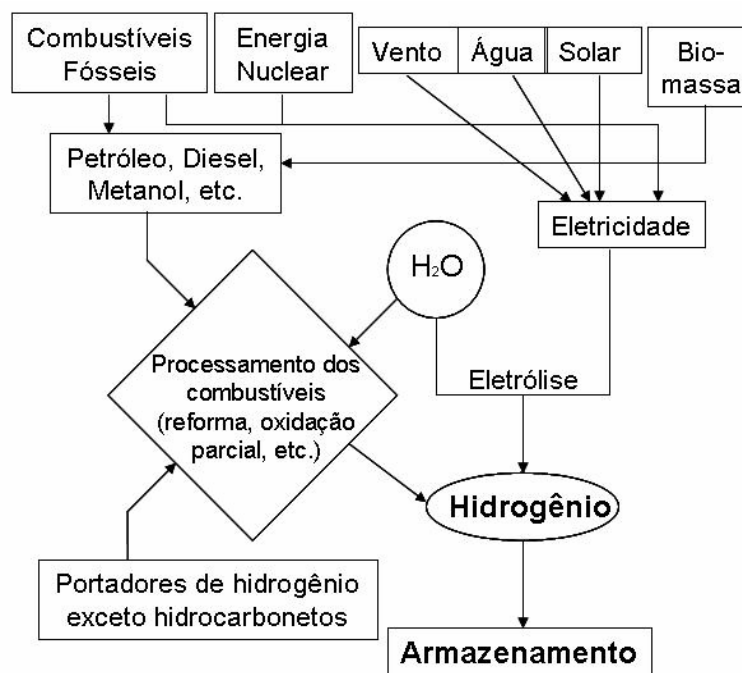 Combustíveis
Fósseis
Energia
Nuclear
Vento
Água
Solar
Bio-
massa
Petróleo, Diesel,
Metanol, etc.
Eletricidade
H₂O
Processamento dos
combustíveis
(reforma, oxidação
parcial, etc.)
Eletrólise
Hidrogênio
Portadores de hidrogênio
exceto hidrocarbonetos
Armazenamento